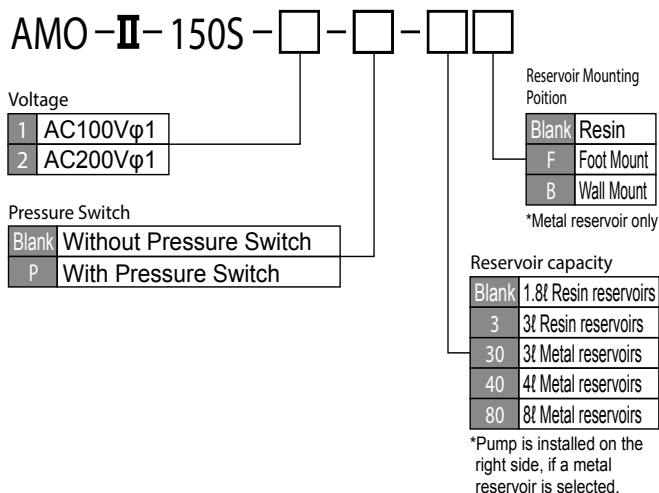 AMO-Ⅱ-150S-□-□-□□
Voltage
1 AC100Vφ1
2 AC200Vφ1
Pressure Switch
Blank Without Pressure Switch
P With Pressure Switch
Reservoir Mounting
Poition
Blank Resin
F Foot Mount
B Wall Mount
*Metal reservoir only
Reservoir capacity
Blank 1.8ℓ Resin reservoirs
3 3ℓ Resin reservoirs
30 3ℓ Metal reservoirs
40 4ℓ Metal reservoirs
80 8ℓ Metal reservoirs
*Pump is installed on the
right side, if a metal
reservoir is selected.